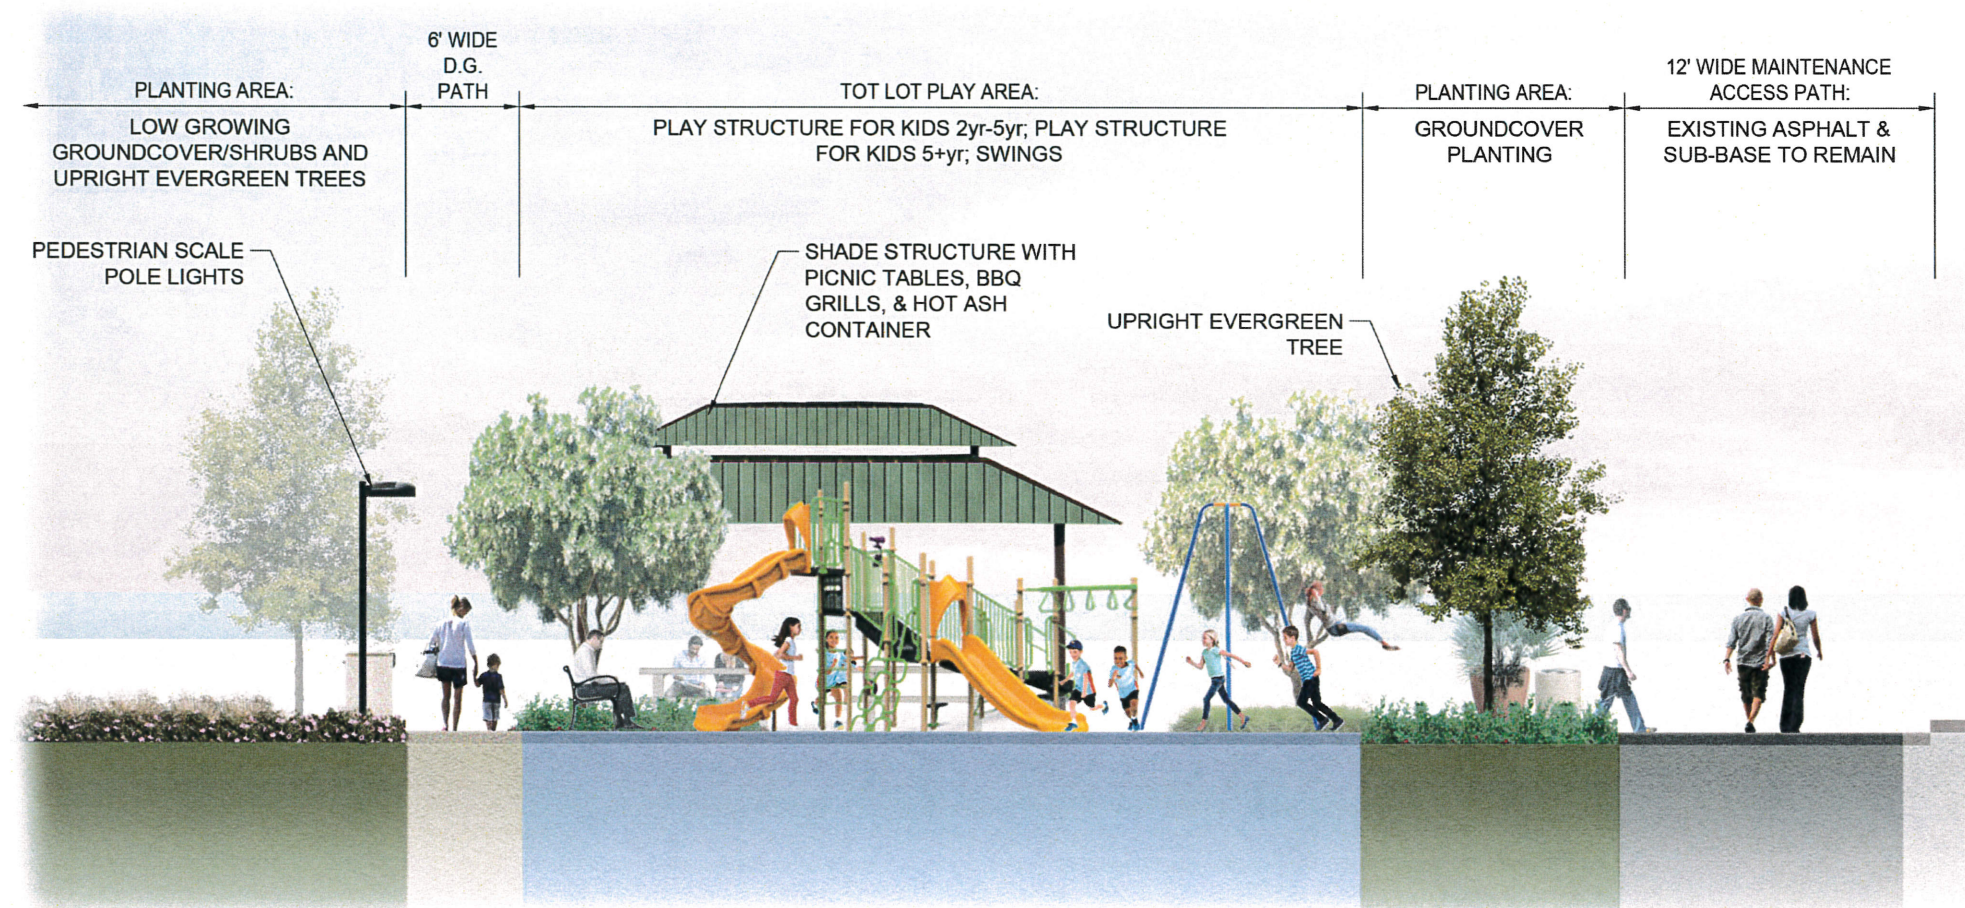 6' WIDE
D.G.
PATH
PLANTING AREA:
LOW GROWING
GROUNDCOVER/SHRUBS AND
UPRIGHT EVERGREEN TREES
TOT LOT PLAY AREA:
PLAY STRUCTURE FOR KIDS 2yr-5yr; PLAY STRUCTURE
FOR KIDS 5+yr; SWINGS
PLANTING AREA:
GROUNDCOVER
PLANTING
12' WIDE MAINTENANCE
ACCESS PATH:
EXISTING ASPHALT &
SUB-BASE TO REMAIN
PEDESTRIAN SCALE
POLE LIGHTS
SHADE STRUCTURE WITH
PICNIC TABLES, BBQ
GRILLS, & HOT ASH
CONTAINER
UPRIGHT EVERGREEN
TREE